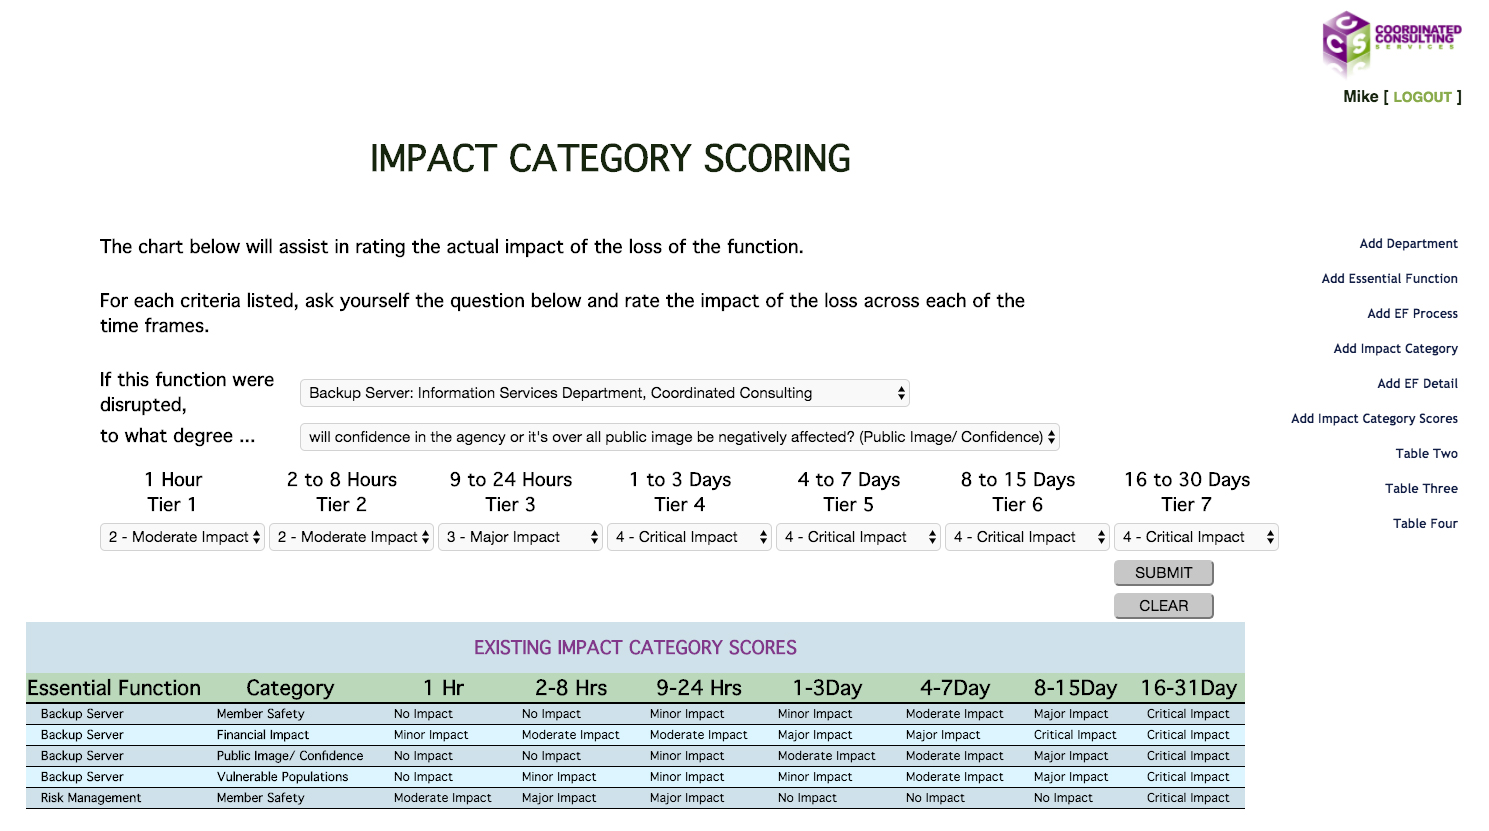 CCS COORDINATED
CONSULTING
SERVICES
Mike [ LOGOUT ]
IMPACT CATEGORY SCORING
The chart below will assist in rating the actual impact of the loss of the function.
For each criteria listed, ask yourself the question below and rate the impact of the loss across each of the
time frames.
If this function were
disrupted,
Backup Server: Information Services Department, Coordinated Consulting
to what degree ...
will confidence in the agency or it's over all public image be negatively affected? (Public Image/ Confidence)
1 Hour 2 to 8 Hours 9 to 24 Hours 1 to 3 Days 4 to 7 Days 8 to 15 Days 16 to 30 Days
Tier 1 Tier 2 Tier 3 Tier 4 Tier 5 Tier 6 Tier 7
2 - Moderate Impact 2 - Moderate Impact 3 - Major Impact 4 - Critical Impact 4 - Critical Impact 4 - Critical Impact 4 - Critical Impact
SUBMIT
CLEAR
Add Department
Add Essential Function
Add EF Process
Add Impact Category
Add EF Detail
Add Impact Category Scores
Table Two
Table Three
Table Four
EXISTING IMPACT CATEGORY SCORES
Essential Function Category 1 Hr 2-8 Hrs 9-24 Hrs 1-3Day 4-7Day 8-15Day 16-31Day
Backup Server Member Safety No Impact No Impact Minor Impact Minor Impact Moderate Impact Major Impact Critical Impact
Backup Server Financial Impact Minor Impact Moderate Impact Moderate Impact Major Impact Major Impact Critical Impact Critical Impact
Backup Server Public Image/ Confidence No Impact No Impact Minor Impact Moderate Impact Moderate Impact Major Impact Critical Impact
Backup Server Vulnerable Populations No Impact Minor Impact Minor Impact Minor Impact Moderate Impact Major Impact Critical Impact
Risk Management Member Safety Moderate Impact Major Impact Major Impact No Impact No Impact No Impact Critical Impact